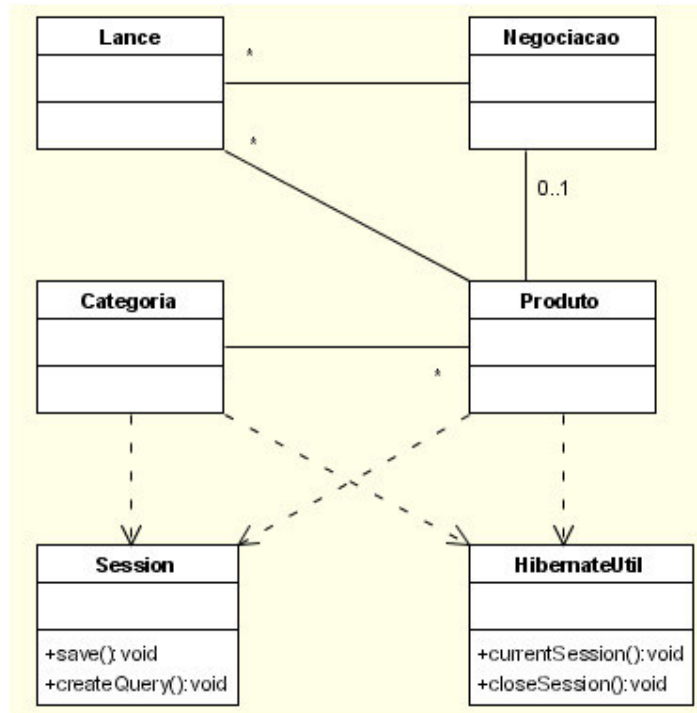 Lance
Negociacao
*
*
0..1
Categoria
Produto
*
Session
HibernateUtil
+save(): void
+createQuery(): void
+currentSession(): void
+closeSession(): void